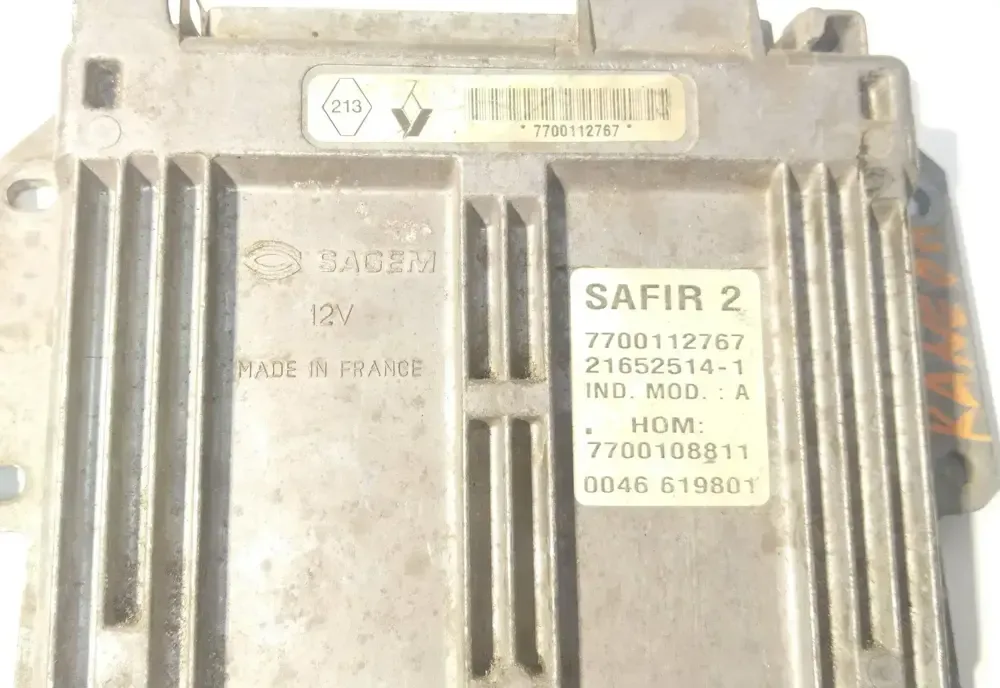 213
* 7700112767 *
SAGEM
12V
MADE IN FRANCE
SAFIR 2
7700112767
21652514-1
IND. MOD. : A
. HOM:
7700108811
0046 619801